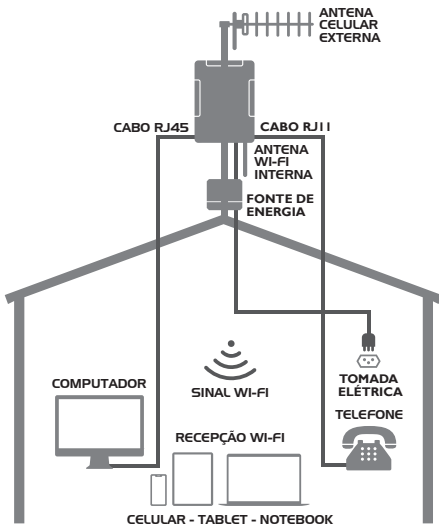 ANTENA
CELULAR
EXTERNA
CABO RJ45
CABO RJ11
ANTENA
WI-FI
INTERNA
FONTE DE
ENERGIA
COMPUTADOR
SINAL WI-FI
TOMADA
ELÉTRICA
TELEFONE
RECEPÇÃO WI-FI
CELULAR - TABLET - NOTEBOOK